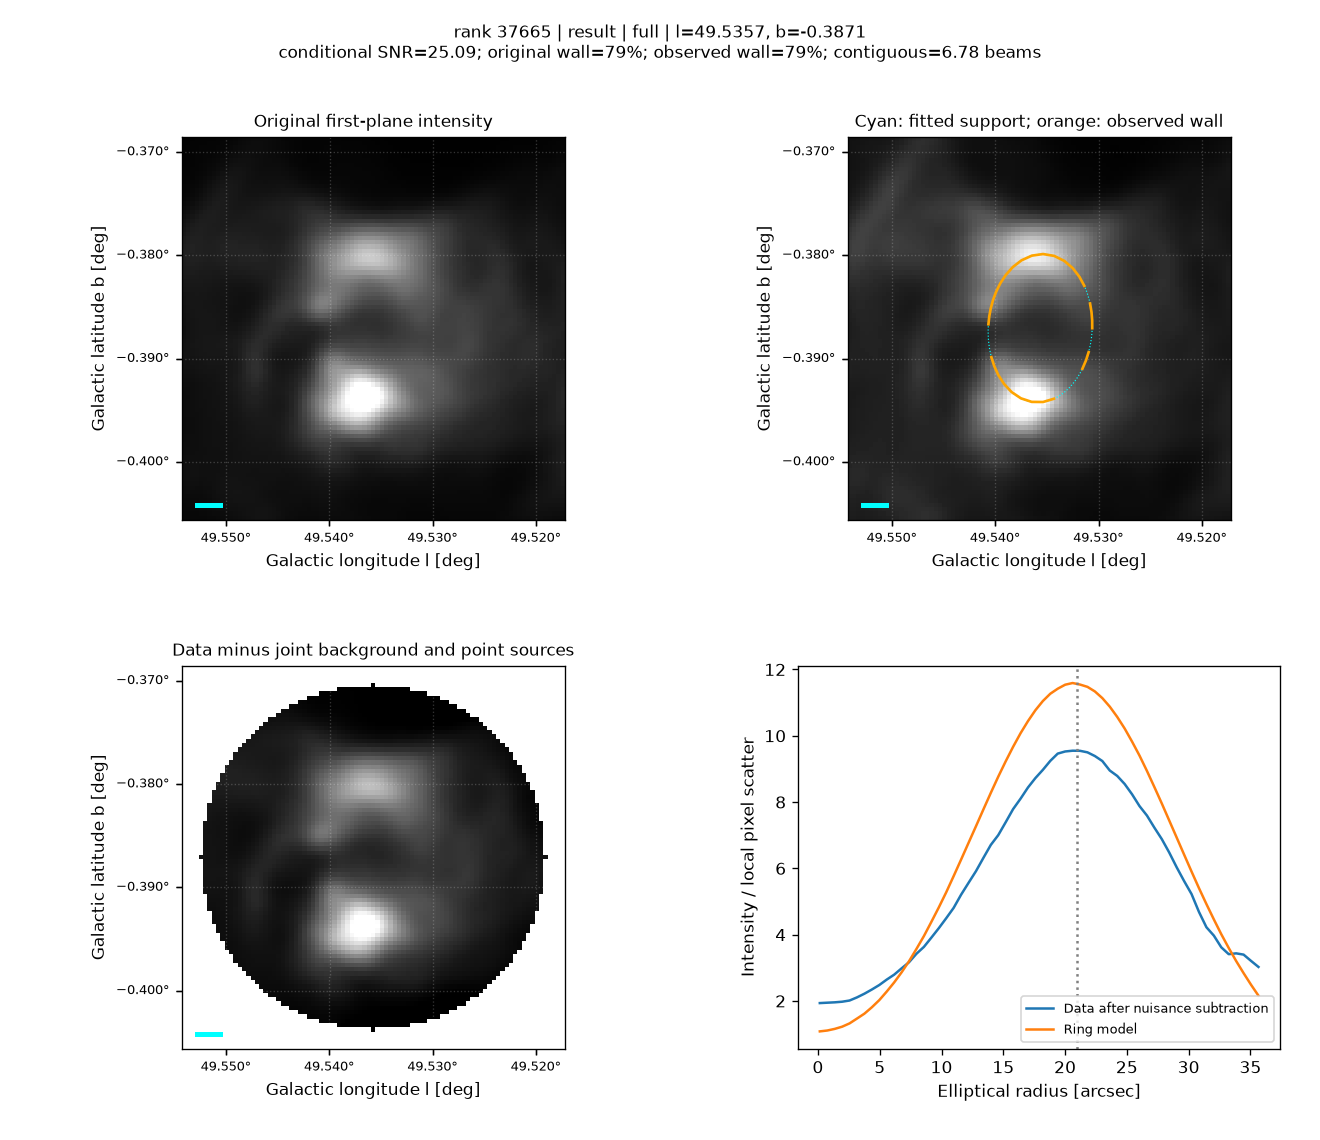 rank 37665 | result | full | l=49.5357, b=-0.3871
conditional SNR=25.09; original wall=79%; observed wall=79%; contiguous=6.78 beams
Original first-plane intensity
−0.370°
−0.380°
−0.390°
−0.400°
Galactic latitude b [deg]
49.550°
49.540°
49.530°
49.520°
Galactic longitude l [deg]
Cyan: fitted support; orange: observed wall
−0.370°
−0.380°
−0.390°
−0.400°
Galactic latitude b [deg]
49.550°
49.540°
49.530°
49.520°
Galactic longitude l [deg]
Data minus joint background and point sources
−0.370°
−0.380°
−0.390°
−0.400°
Galactic latitude b [deg]
49.550°
49.540°
49.530°
49.520°
Galactic longitude l [deg]
12
10
8
6
4
2
Intensity / local pixel scatter
Data after nuisance subtraction
Ring model
0
5
10
15
20
25
30
35
Elliptical radius [arcsec]